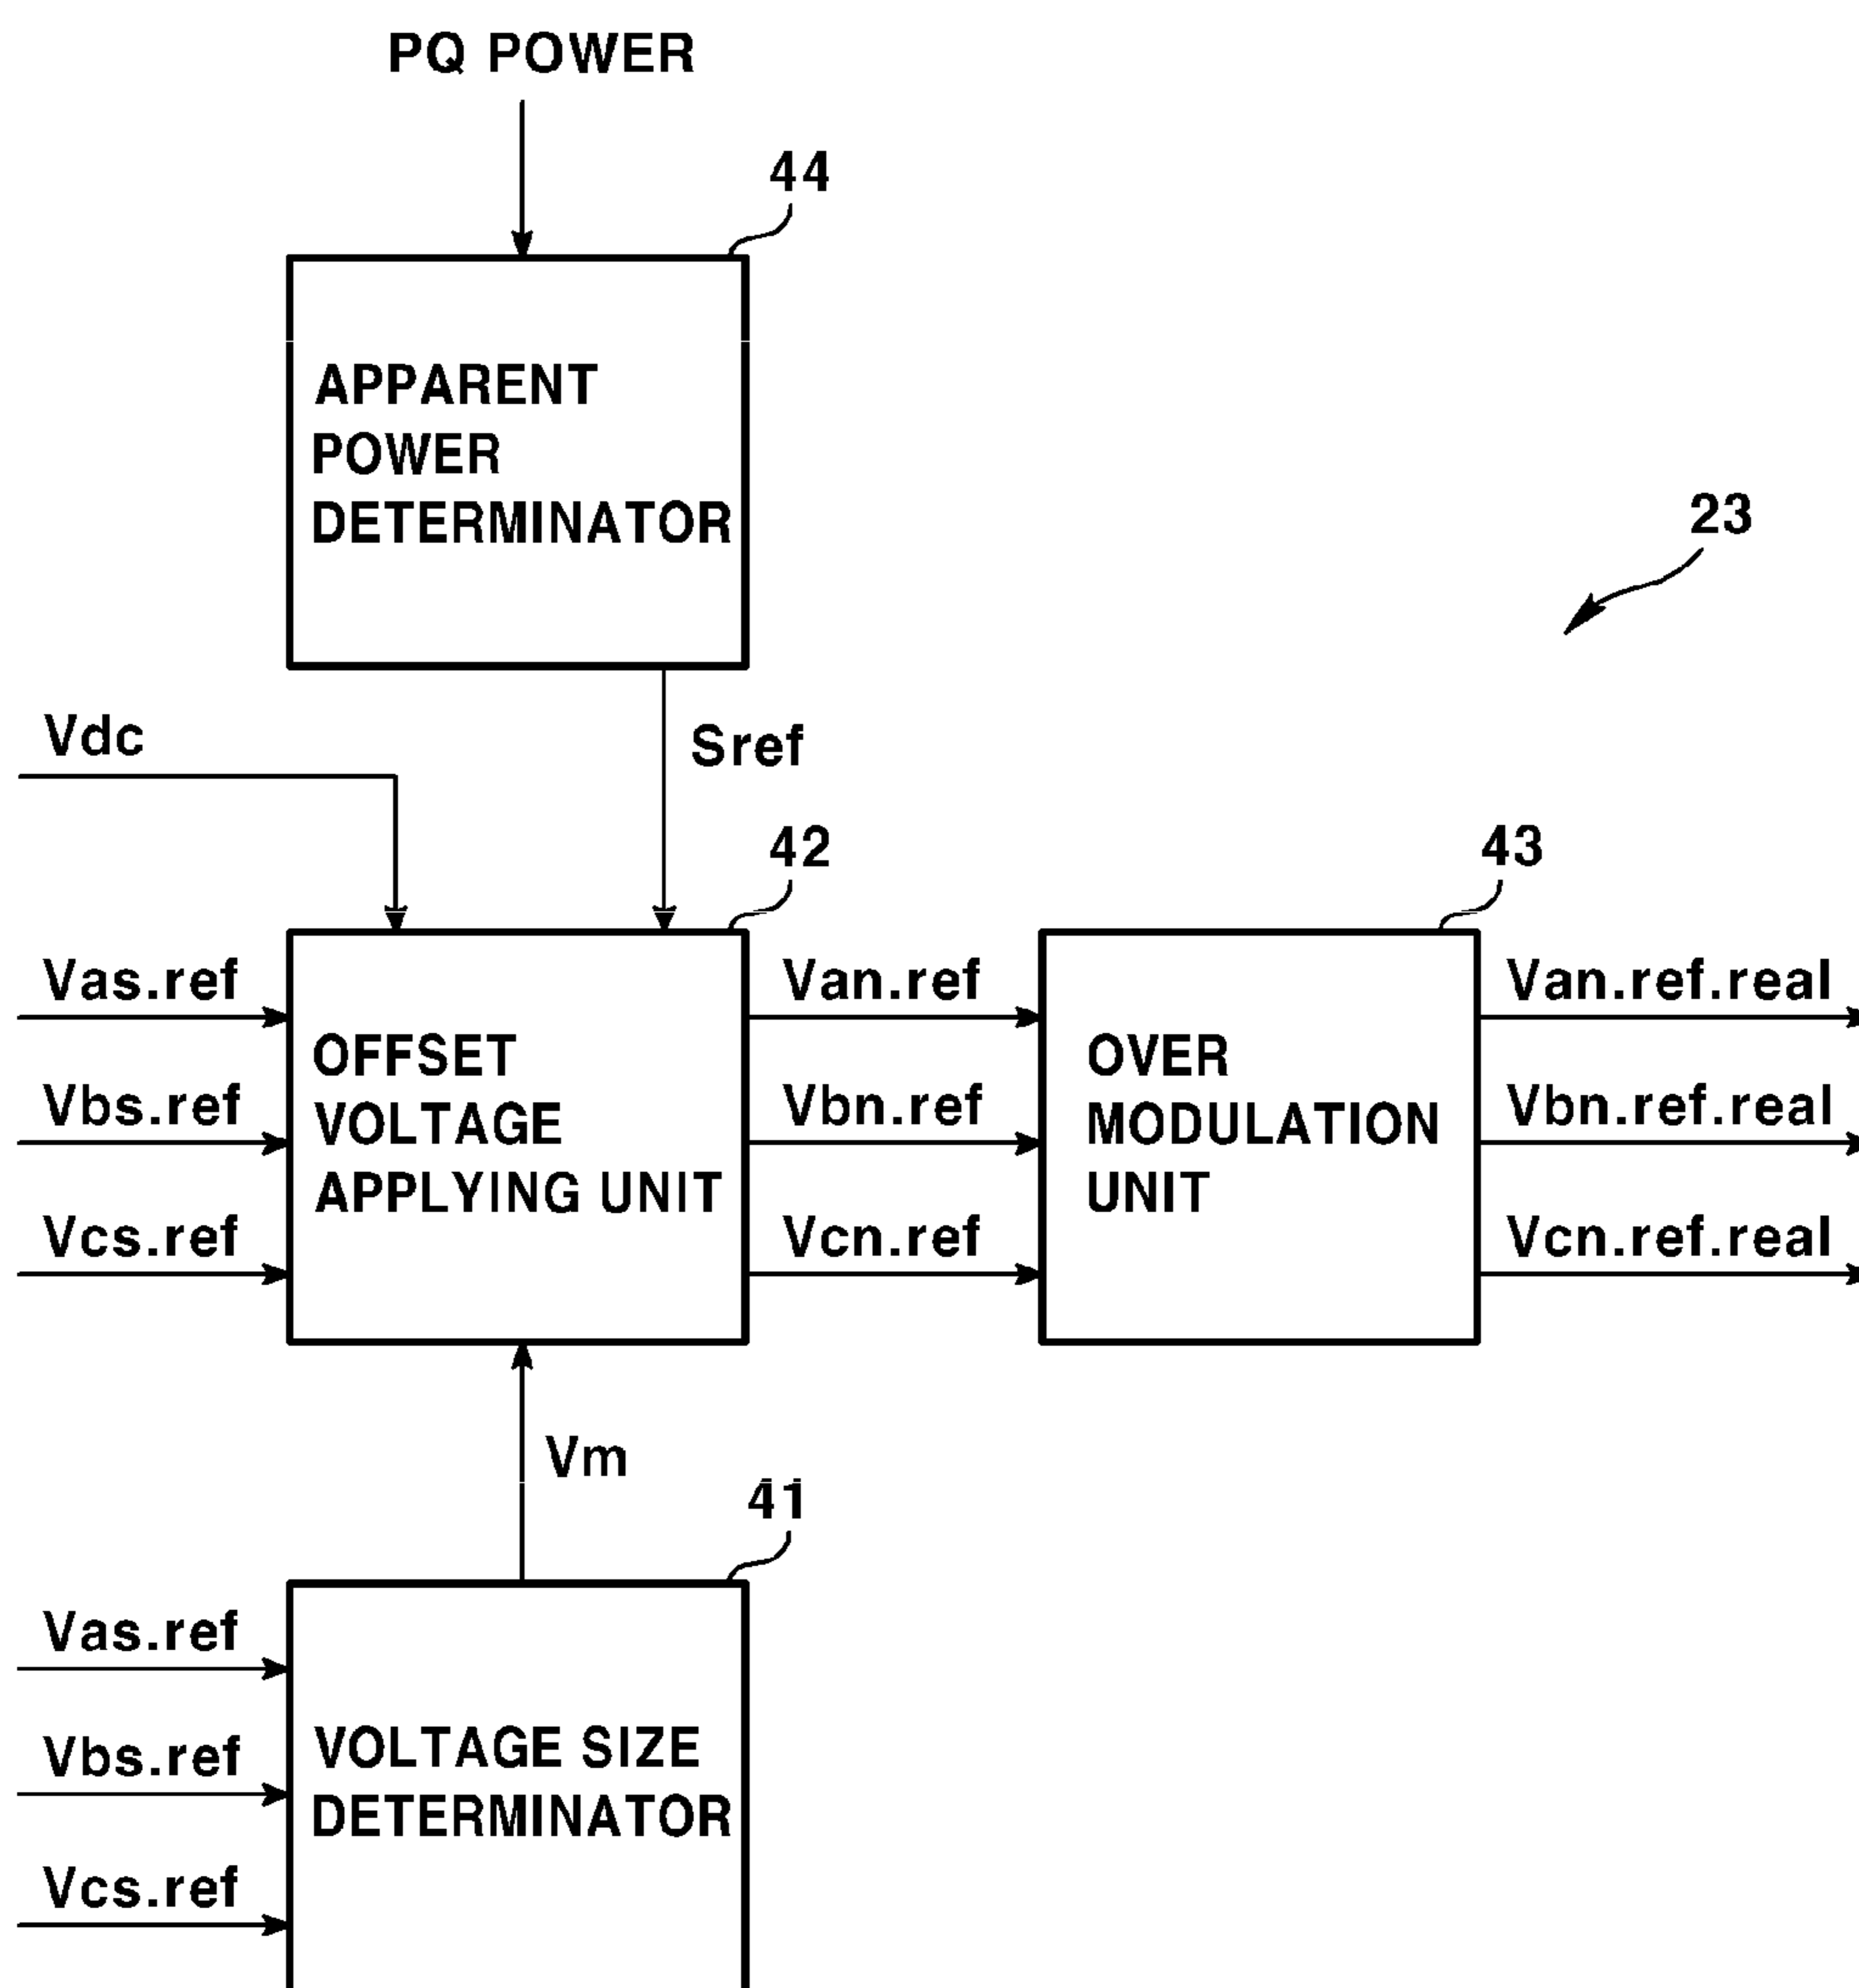 PQ POWER
44
APPARENT
POWER
DETERMINATOR
23
Vdc
Sref
42
43
Vas.ref
Van.ref
Van.ref.real
OFFSET
OVER
Vbs.ref
VOLTAGE
Vbn.ref
MODULATION
Vbn.ref.real
APPLYING UNIT
UNIT
Vcs.ref
Vcn.ref
Vcn.ref.real
Vm
41
Vas.ref
VOLTAGE SIZE
Vbs.ref
DETERMINATOR
Vcs.ref